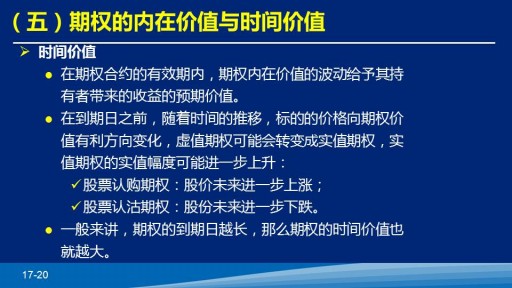 （五）期权的内在价值与时间价值
时间价值
在期权合约的有效期内，期权内在价值的波动给予其持
有者带来的收益的预期价值。
在到期日之前，随着时间的推移，标的的价格向期权价
值有利方向变化，虚值期权可能会转变成实值期权，实
值期权的实值幅度可能进一步上升：
股票认购期权：股价未来进一步上涨；
股票认沽期权：股份未来进一步下跌。
一般来讲，期权的到期日越长，那么期权的时间价值也
就越大。
17-20